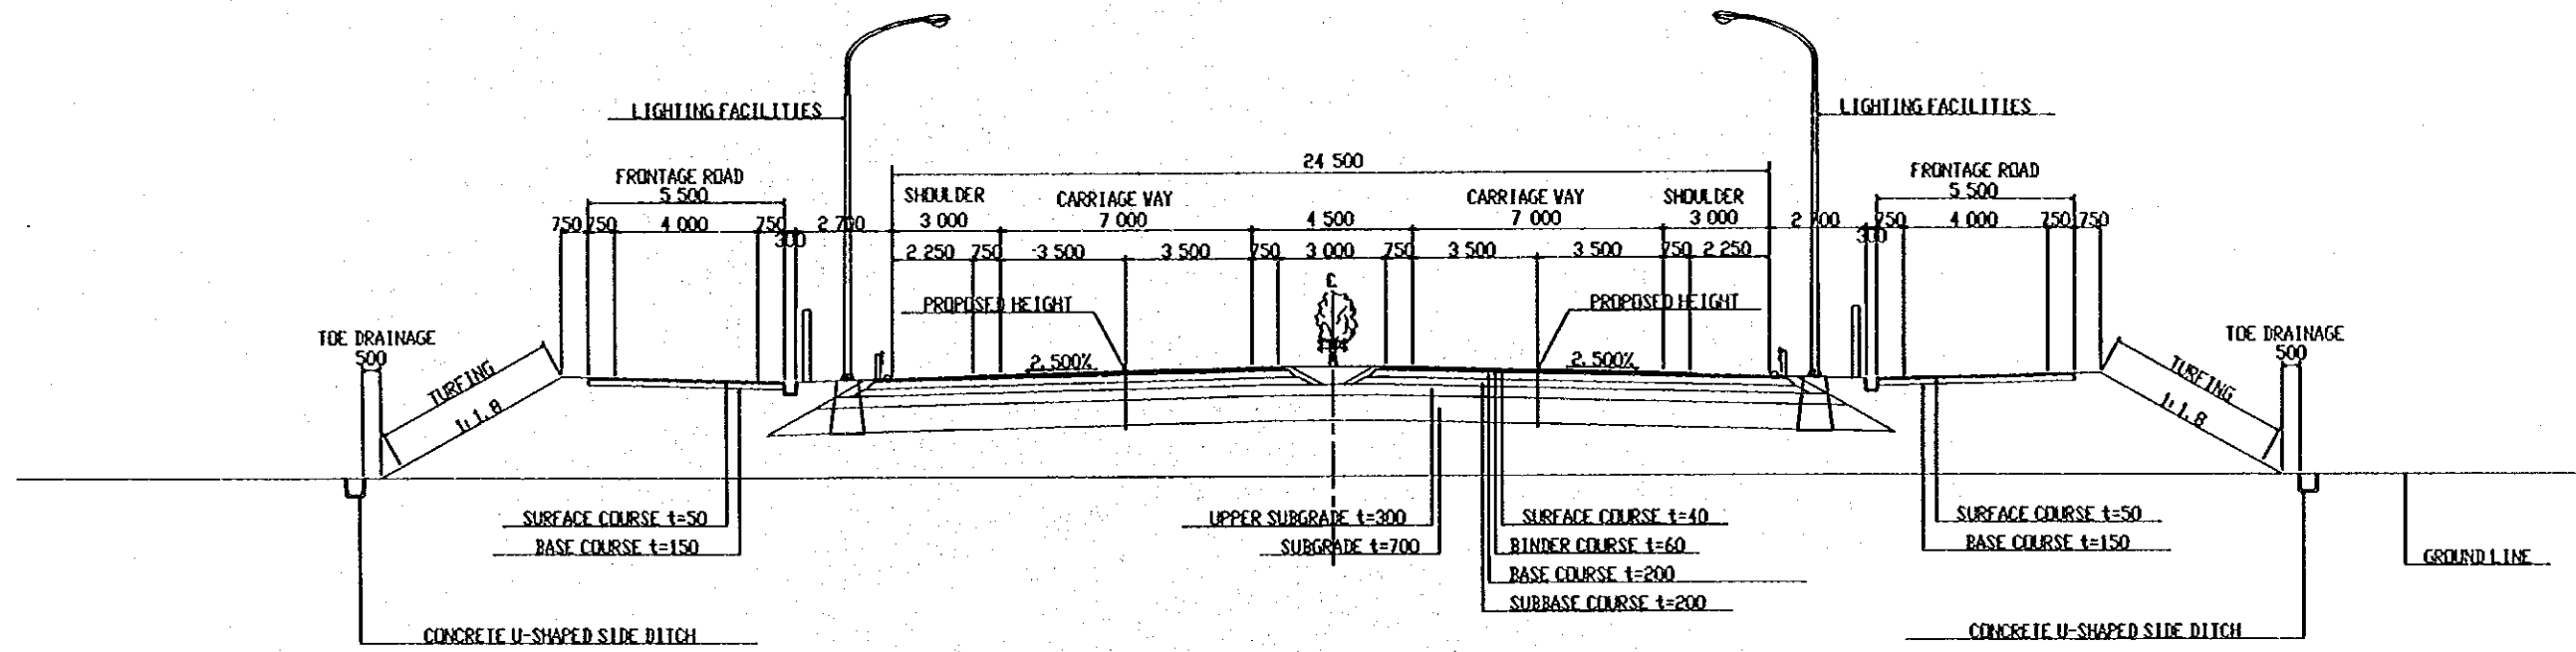 LIGHTING FACILITIES
LIGHTING FACILITIES
24 500
FRONTAGE ROAD
5 500
FRONTAGE ROAD
5 500
SHOULDER
3 000
CARRIAGE WAY
7 000
4 500
CARRIAGE WAY
7 000
SHOULDER
3 000
750 750 4 000 750 2 700
300
2 700 750 4 000 750 750
300
2 250 750 3 500 3 500 750 3 000 750 3 500 3 500 750 2 250
PROPOSED HEIGHT
PROPOSED HEIGHT
TOE DRAINAGE
500
TOE DRAINAGE
500
TURFING
1:1.8
2.500%
2.500%
TURFING
1:1.8
SURFACE COURSE t=50
BASE COURSE t=150
UPPER SUBGRADE t=300
SUBGRADE t=700
SURFACE COURSE t=40
BINDER COURSE t=60
BASE COURSE t=200
SUBBASE COURSE t=200
SURFACE COURSE t=50
BASE COURSE t=150
GROUND LINE
CONCRETE U-SHAPED SIDE DITCH
CONCRETE U-SHAPED SIDE DITCH